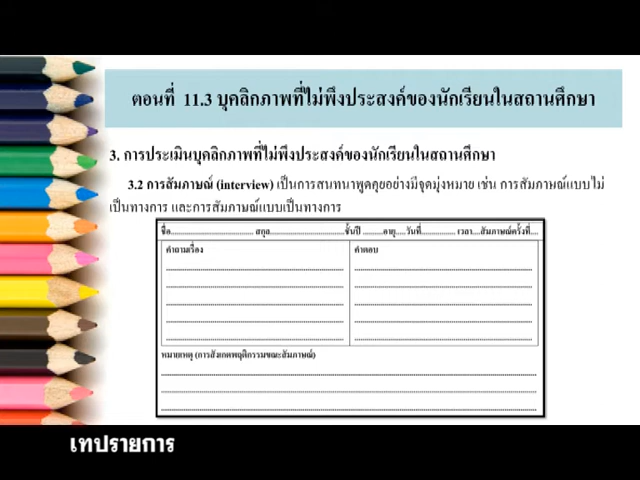 ตอนที่ 11.3 บุคลิกภาพที่ไม่พึงประสงค์ของนักเรียนในสถานศึกษา
3. การประเมินบุคลิกภาพที่ไม่พึงประสงค์ของนักเรียนในสถานศึกษา
3.2 การสัมภาษณ์ (interview) เป็นการสนทนาพูดคุยอย่างมีจุดมุ่งหมาย เช่น การสัมภาษณ์แบบไม่
เป็นทางการ และการสัมภาษณ์แบบเป็นทางการ
ชื่อ.......................................... สกุล......................................ชั้นปี ..........อายุ.....วันที่................. เวลา....สัมภาษณ์ครั้งที่....
คำถามเรื่อง
คำตอบ
หมายเหตุ (การสังเกตพฤติกรรมขณะสัมภาษณ์)
เทปรายการ